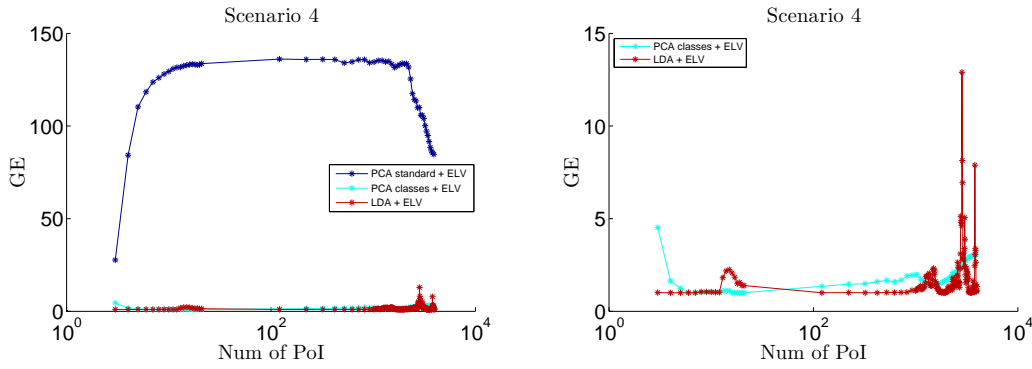 Scenario 4
150
100
50
0
GE
PCA standard + ELV
PCA classes + ELV
LDA + ELV
10^0
10^2
10^4
Num of PoI
Scenario 4
15
10
5
0
GE
PCA classes + ELV
LDA + ELV
10^0
10^2
10^4
Num of PoI